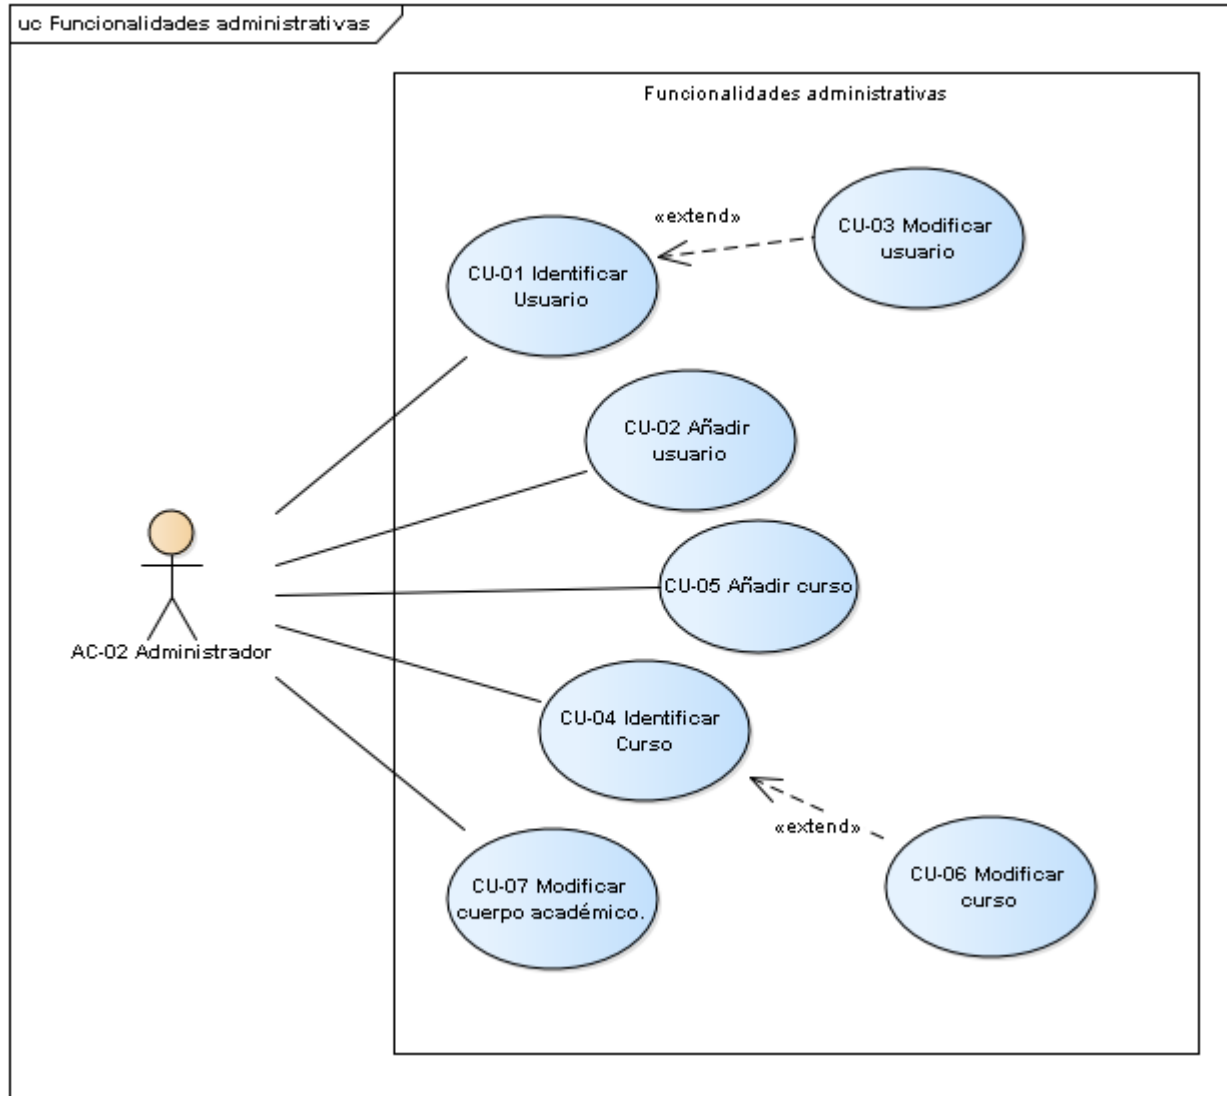 uc Funcionalidades administrativas
Funcionalidades administrativas
«extend»
CU-03 Modificar
usuario
CU-01 Identificar
Usuario
CU-02 Añadir
usuario
CU-05 Añadir curso
AC-02 Administrador
CU-04 Identificar
Curso
«extend»
CU-06 Modificar
curso
CU-07 Modificar
cuerpo académico.